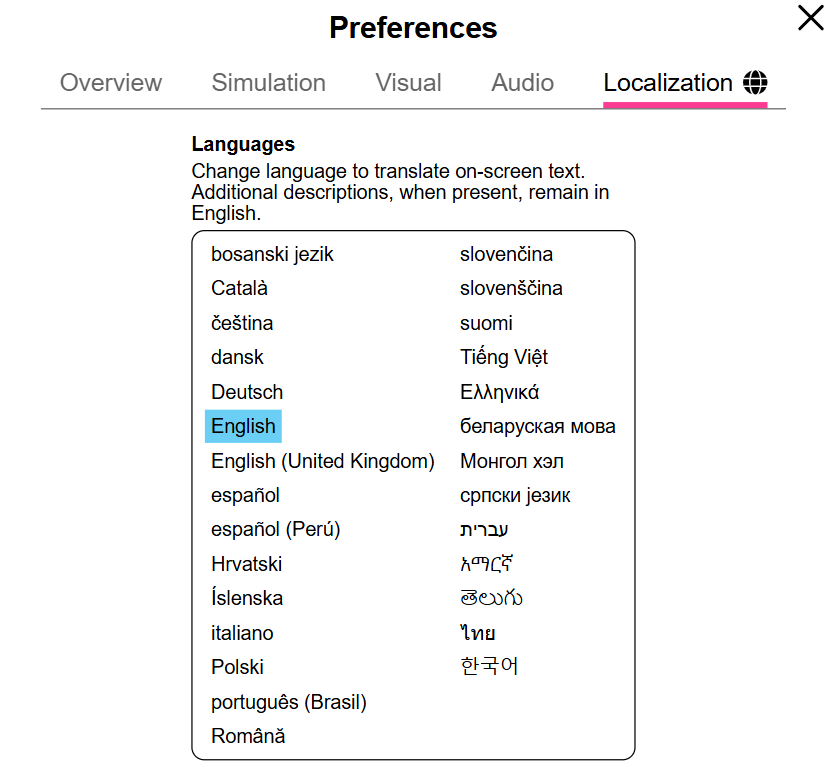 Preferences
Overview
Simulation
Visual
Audio
Localization
Languages
Change language to translate on-screen text.
Additional descriptions, when present, remain in
English.
bosanski jezik
Català
čeština
dansk
Deutsch
English
English (United Kingdom)
español
español (Perú)
Hrvatski
Íslenska
italiano
Polski
português (Brasil)
Română
slovenčina
slovenščina
suomi
Tiếng Việt
Ελληνικά
беларуская мова
Монгол хэл
српски језик
עברית
አማርኛ
తెలుగు
ไทย
한국어